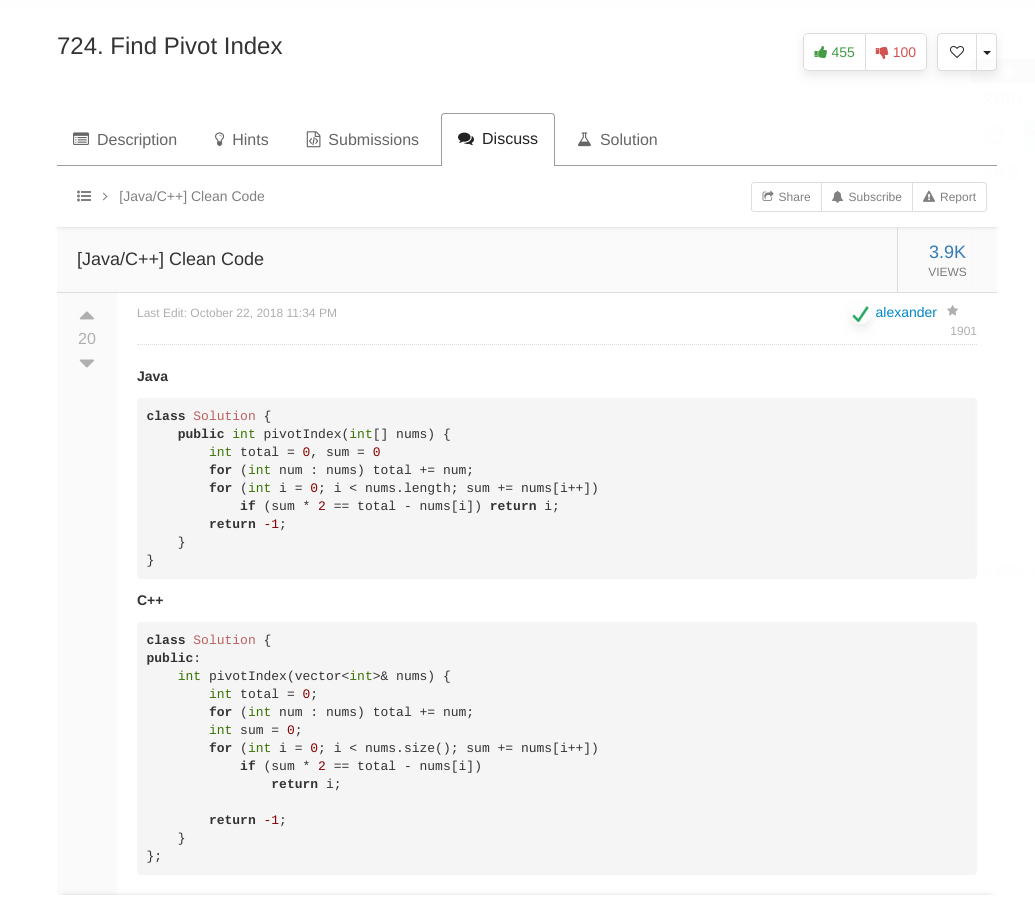 724. Find Pivot Index
455 100
Description Hints Submissions Discuss Solution
[Java/C++] Clean Code Share Subscribe Report
[Java/C++] Clean Code 3.9K
VIEWS
Last Edit: October 22, 2018 11:34 PM alexander
20 1901
Java
class Solution {
    public int pivotIndex(int[] nums) {
        int total = 0, sum = 0
        for (int num : nums) total += num;
        for (int i = 0; i < nums.length; sum += nums[i++])
            if (sum * 2 == total - nums[i]) return i;
        return -1;
    }
}
C++
class Solution {
public:
    int pivotIndex(vector<int>& nums) {
        int total = 0;
        for (int num : nums) total += num;
        int sum = 0;
        for (int i = 0; i < nums.size(); sum += nums[i++])
            if (sum * 2 == total - nums[i])
                return i;
        return -1;
    }
};